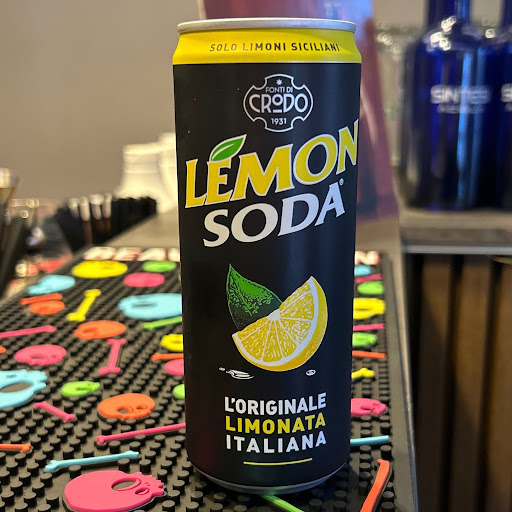 SOLO LIMONI SICILIANI
FONTI DI
CRODO
1931
LEMON
SODA®
L'ORIGINALE
LIMONATA
ITALIANA